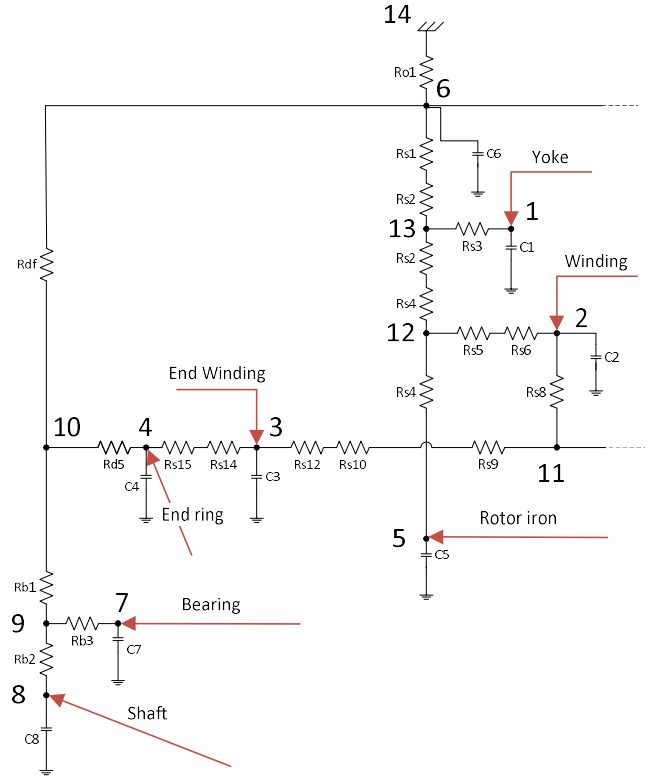 14
Ro1
6
Rs1
C6
Yoke
Rs2
1
13
Rs3
C1
Rs2
Rdf
Winding
Rs4
2
12
Rs5
Rs6
C2
End Winding
Rs4
Rs8
10
4
3
Rd5
Rs15
Rs14
Rs12
Rs10
Rs9
11
C4
C3
End ring
Rotor iron
5
C5
Rb1
7
Bearing
9
Rb3
C7
Rb2
8
Shaft
C8